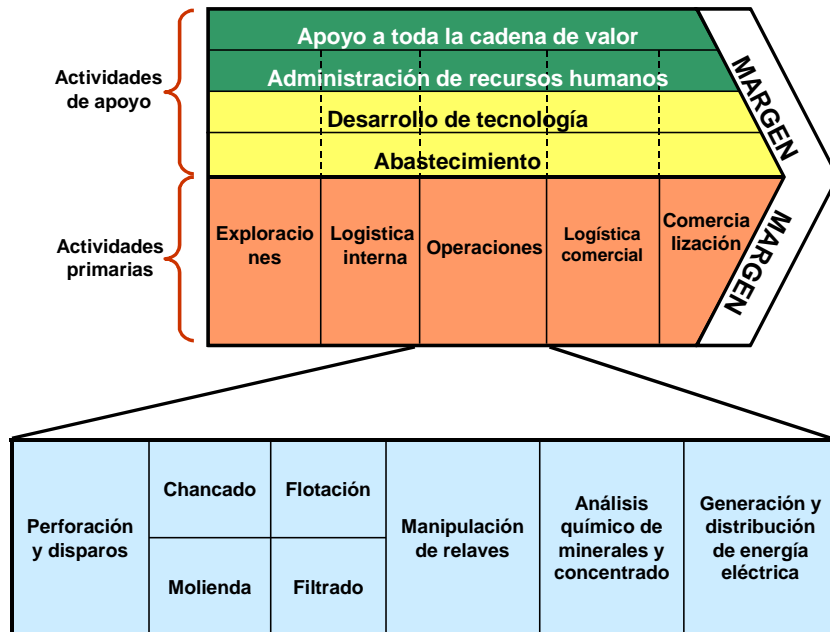 Actividades
de apoyo
Apoyo a toda la cadena de valor
Administración de recursos humanos
Desarrollo de tecnología
Abastecimiento
MARGEN
Actividades
primarias
Exploracio
nes
Logistica
interna
Operaciones
Logística
comercial
Comercia
lización
MARGEN
Perforación
y disparos
Chancado
Molienda
Flotación
Filtrado
Manipulación
de relaves
Análisis
químico de
minerales y
concentrado
Generación y
distribución
de energía
eléctrica